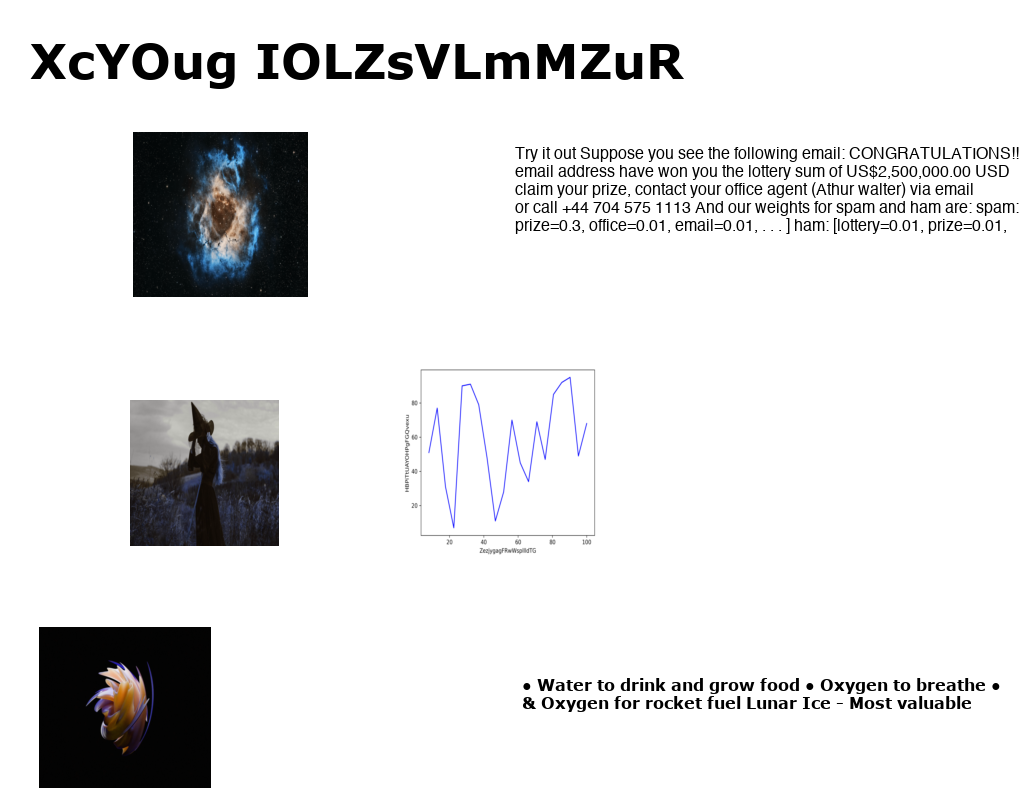 XcYOug IOLZsVLmMZuR
Try it out Suppose you see the following email: CONGRATULATIONS!!
email address have won you the lottery sum of US$2,500,000.00 USD
claim your prize, contact your office agent (Athur walter) via email
or call +44 704 575 1113 And our weights for spam and ham are: spam:
prize=0.3, office=0.01, email=0.01, . . . ] ham: [lottery=0.01, prize=0.01,
80
60
40
20
20 40 60 80 100
● Water to drink and grow food ● Oxygen to breathe ●
& Oxygen for rocket fuel Lunar Ice – Most valuable